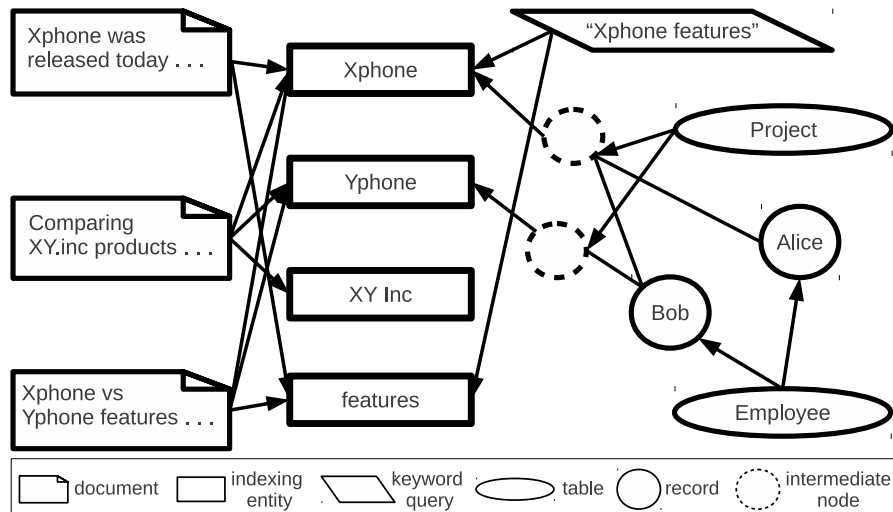 Xphone was
released today . . .
Comparing
XY.inc products . . .
Xphone vs
Yphone features . . .
Xphone
Yphone
XY Inc
features
“Xphone features”
Project
Alice
Bob
Employee
document
indexing
entity
keyword
query
table
record
intermediate
node